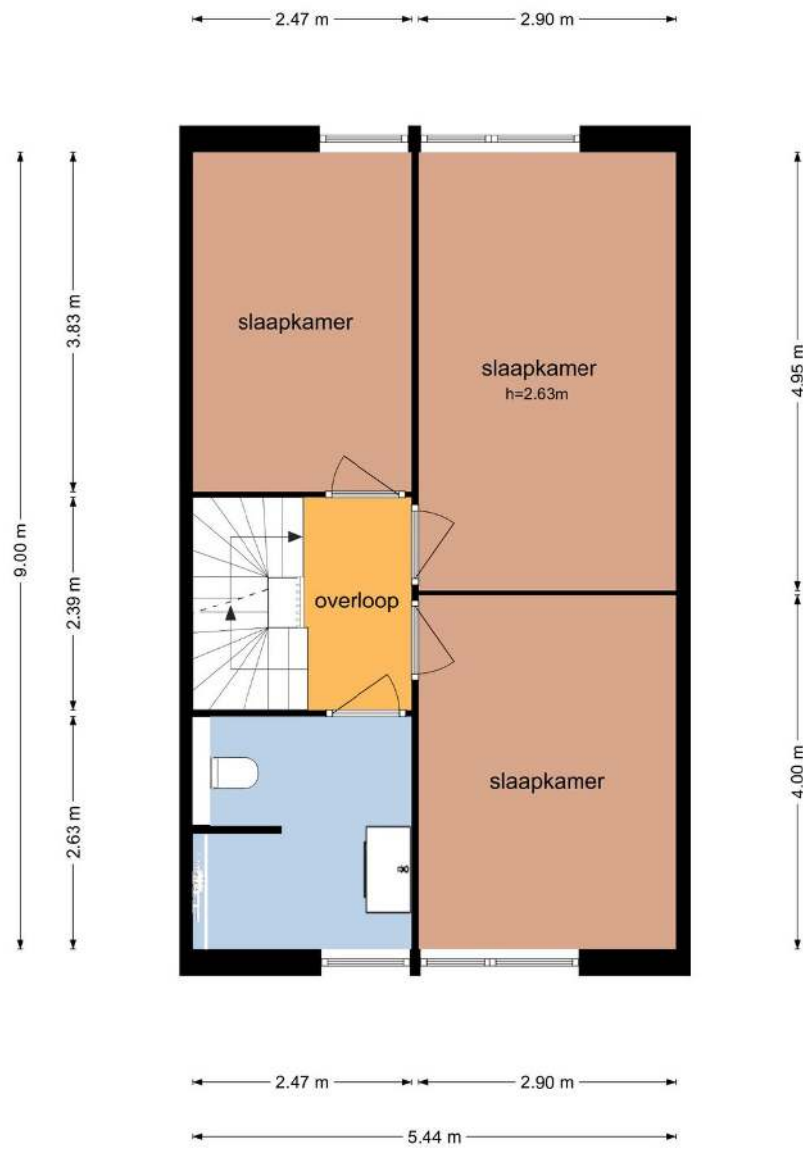 2.47 m
2.90 m
3.83 m
9.00 m
2.39 m
2.63 m
slaapkamer
slaapkamer
h=2.63m
overloop
slaapkamer
4.95 m
4.00 m
2.47 m
2.90 m
5.44 m